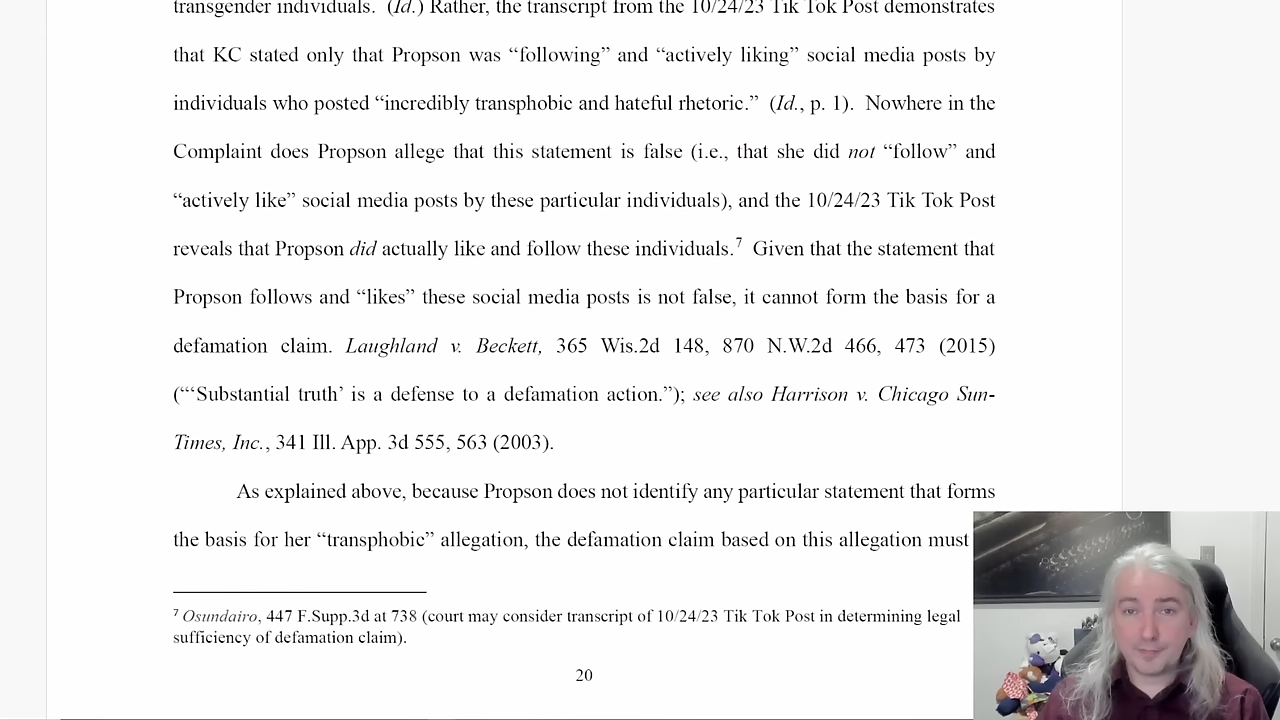 transgender individuals. (Id.) Rather, the transcript from the 10/24/23 Tik Tok Post demonstrates
that KC stated only that Propson was “following” and “actively liking” social media posts by
individuals who posted “incredibly transphobic and hateful rhetoric.” (Id., p. 1). Nowhere in the
Complaint does Propson allege that this statement is false (i.e., that she did not “follow” and
“actively like” social media posts by these particular individuals), and the 10/24/23 Tik Tok Post
reveals that Propson did actually like and follow these individuals.7 Given that the statement that
Propson follows and “likes” these social media posts is not false, it cannot form the basis for a
defamation claim. Laughland v. Beckett, 365 Wis.2d 148, 870 N.W.2d 466, 473 (2015)
(“‘Substantial truth’ is a defense to a defamation action.”); see also Harrison v. Chicago Sun-
Times, Inc., 341 Ill. App. 3d 555, 563 (2003).
As explained above, because Propson does not identify any particular statement that forms
the basis for her “transphobic” allegation, the defamation claim based on this allegation must
7 Osundairo, 447 F.Supp.3d at 738 (court may consider transcript of 10/24/23 Tik Tok Post in determining legal
sufficiency of defamation claim).
20